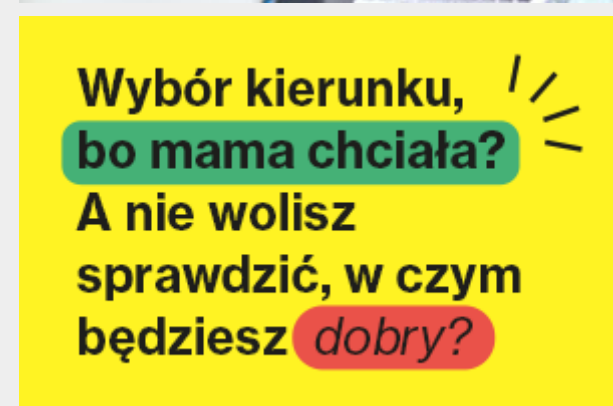 Wybór kierunku,
bo mama chciała?
A nie wolisz
sprawdzić, w czym
będziesz dobry?